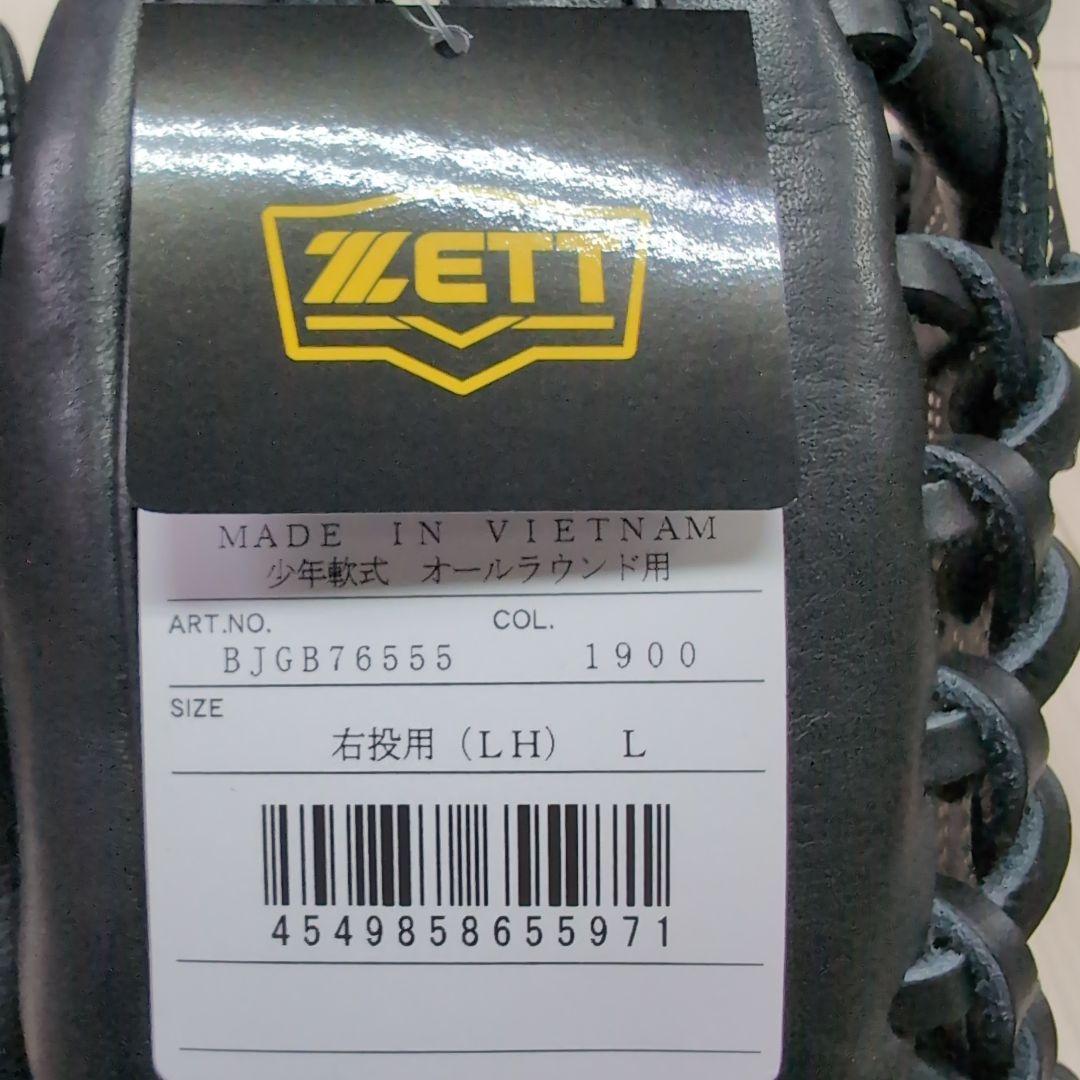 ZETT
MADE IN VIETNAM
少年軟式 オールラウンド用
ART.NO. COL.
BJGB76555 1900
SIZE
右投用(LH) L
4549858655971